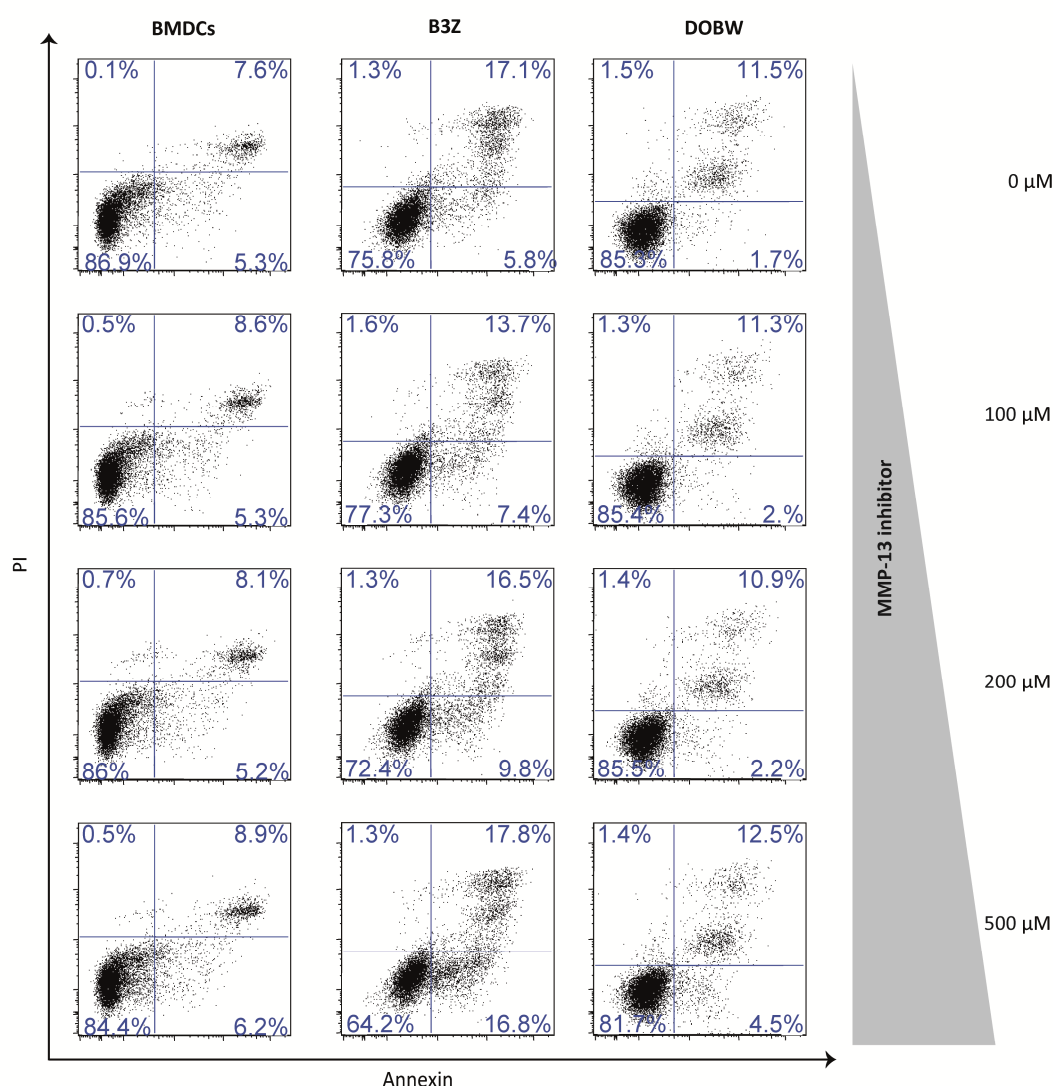 BMDCs B3Z DOBW
0.1% 7.6% 1.3% 17.1% 1.5% 11.5%
0 µM
86.9% 5.3% 75.8% 5.8% 85.3% 1.7%
0.5% 8.6% 1.6% 13.7% 1.3% 11.3%
100 µM
85.6% 5.3% 77.3% 7.4% 85.4% 2.%
PI
MMP-13 inhibitor
0.7% 8.1% 1.3% 16.5% 1.4% 10.9%
200 µM
86% 5.2% 72.4% 9.8% 85.5% 2.2%
0.5% 8.9% 1.3% 17.8% 1.4% 12.5%
500 µM
84.4% 6.2% 64.2% 16.8% 81.7% 4.5%
Annexin